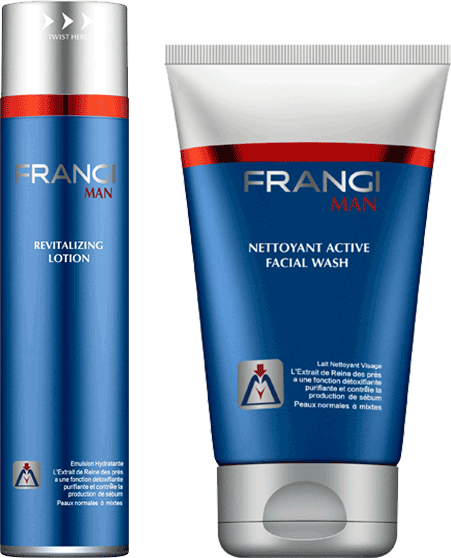 TWIST HERE
FRANGI
MAN
REVITALIZING
LOTION
Emulsion Hydratante
L'Extrait de Reine des prés
a une fonction détoxifiante
purifiante et contrôle la
production de sébum
Peaux normales à mixtes
FRANGI
MAN
NETTOYANT ACTIVE
FACIAL WASH
Lait Nettoyant Visage
L'Extrait de Reine des prés
a une fonction détoxifiante
purifiante et contrôle la
production de sébum
Peaux normales à mixtes